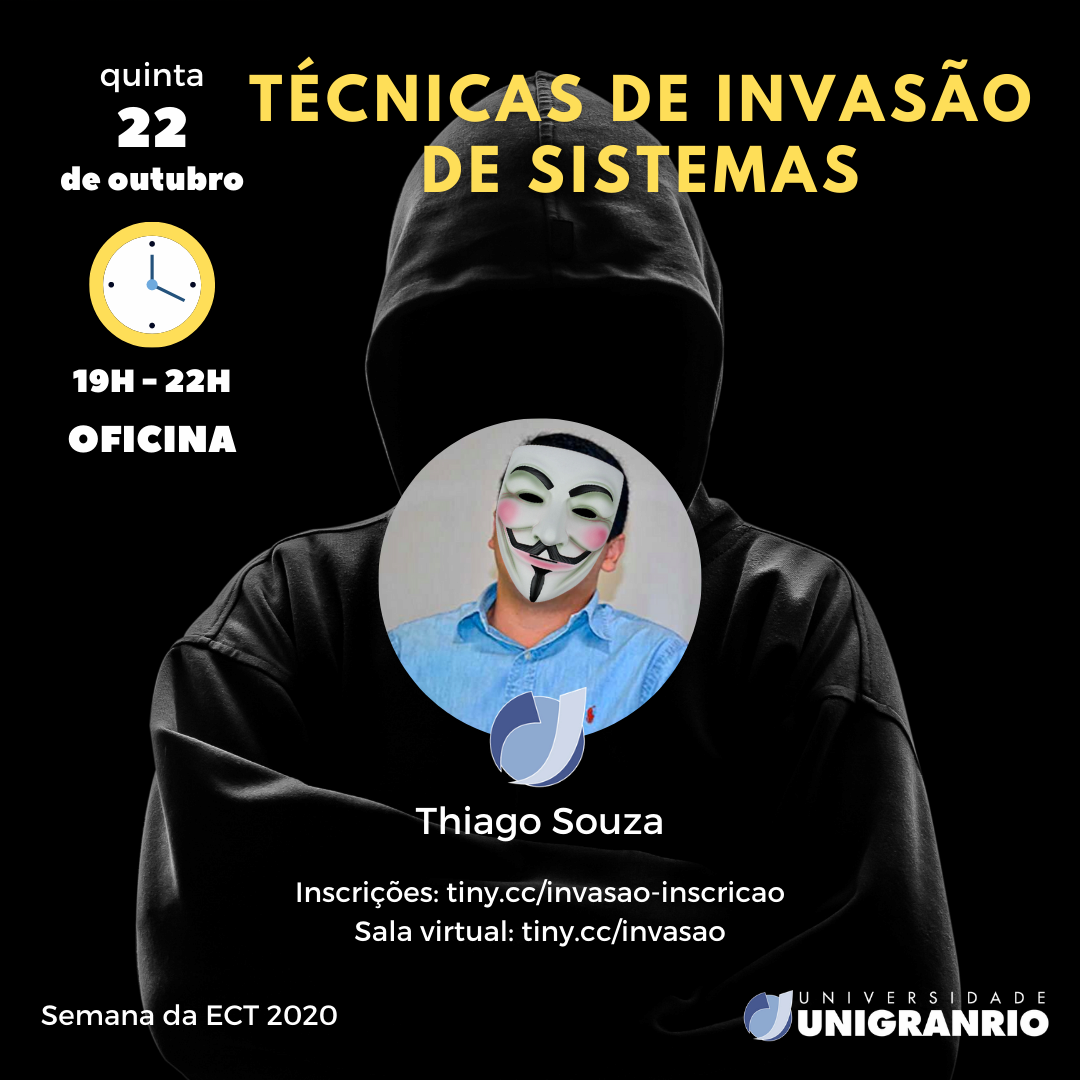 quinta
22
de outubro
TÉCNICAS DE INVASÃO
DE SISTEMAS
19H - 22H
OFICINA
Thiago Souza
Inscrições: tiny.cc/invasao-inscricao
Sala virtual: tiny.cc/invasao
Semana da ECT 2020
UNIVERSIDADE
UNIGRANRIO